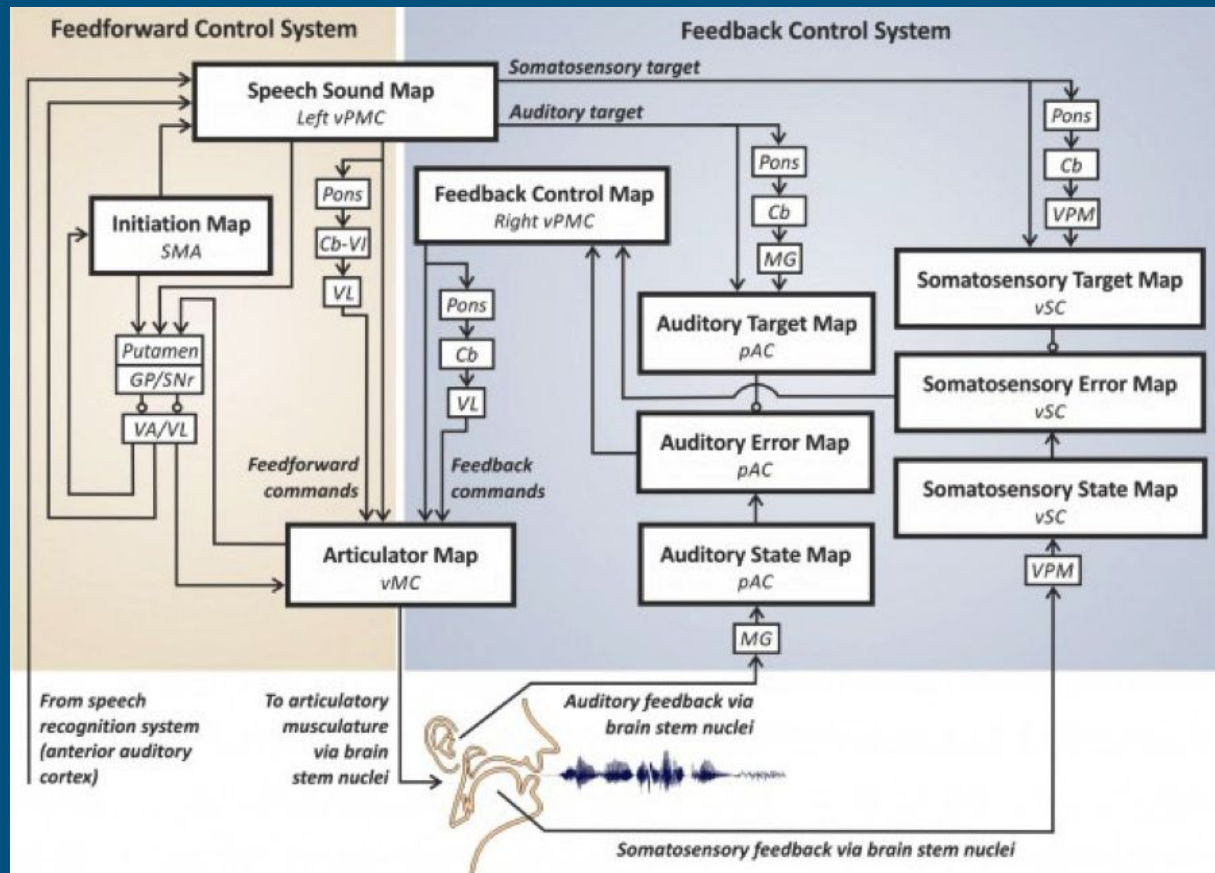 Feedforward Control System
Feedback Control System
Speech Sound Map
Left vPMC
Somatosensory target
Auditory target
Pons
Cb-VI
VL
Initiation Map
SMA
Putamen
GP/SNr
VA/VL
Feedforward
commands
Feedback Control Map
Right vPMC
Pons
Cb
VL
Feedback
commands
Articulator Map
vMC
Pons
Cb
MG
Auditory Target Map
pAC
Auditory Error Map
pAC
Auditory State Map
pAC
MG
Pons
Cb
VPM
Somatosensory Target Map
vSC
Somatosensory Error Map
vSC
Somatosensory State Map
vSC
VPM
From speech
recognition system
(anterior auditory
cortex)
To articulatory
musculature
via brain
stem nuclei
Auditory feedback via
brain stem nuclei
Somatosensory feedback via brain stem nuclei